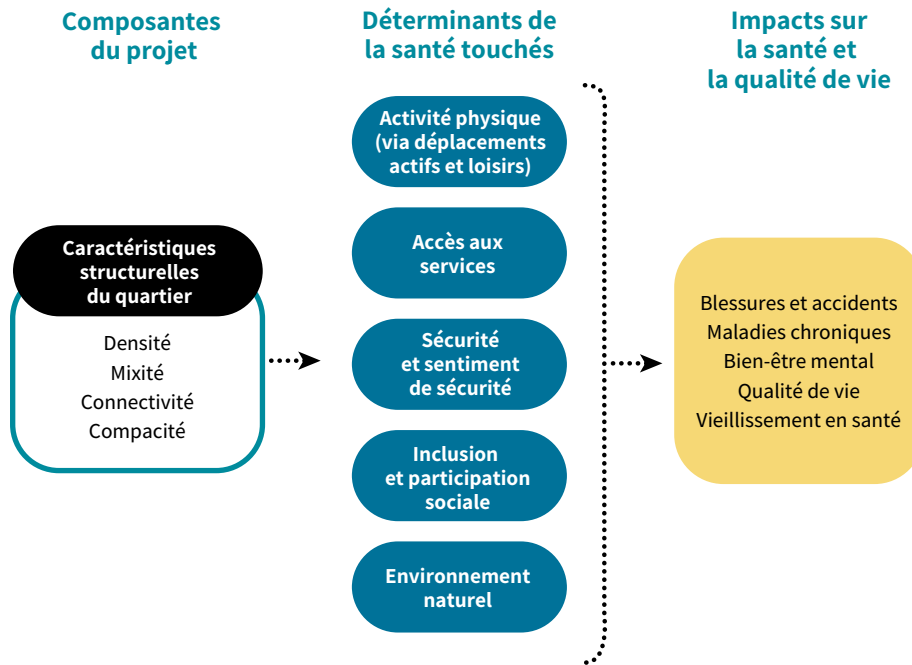 Composantes
du projet
Déterminants de
la santé touchés
Impacts sur
la santé et
la qualité de vie
Caractéristiques
structurelles
du quartier
Densité
Mixité
Connectivité
Compacité
Activité physique
(via déplacements
actifs et loisirs)
Accès aux
services
Sécurité
et sentiment
de sécurité
Inclusion
et participation
sociale
Environnement
naturel
Blessures et accidents
Maladies chroniques
Bien-être mental
Qualité de vie
Vieillissement en santé